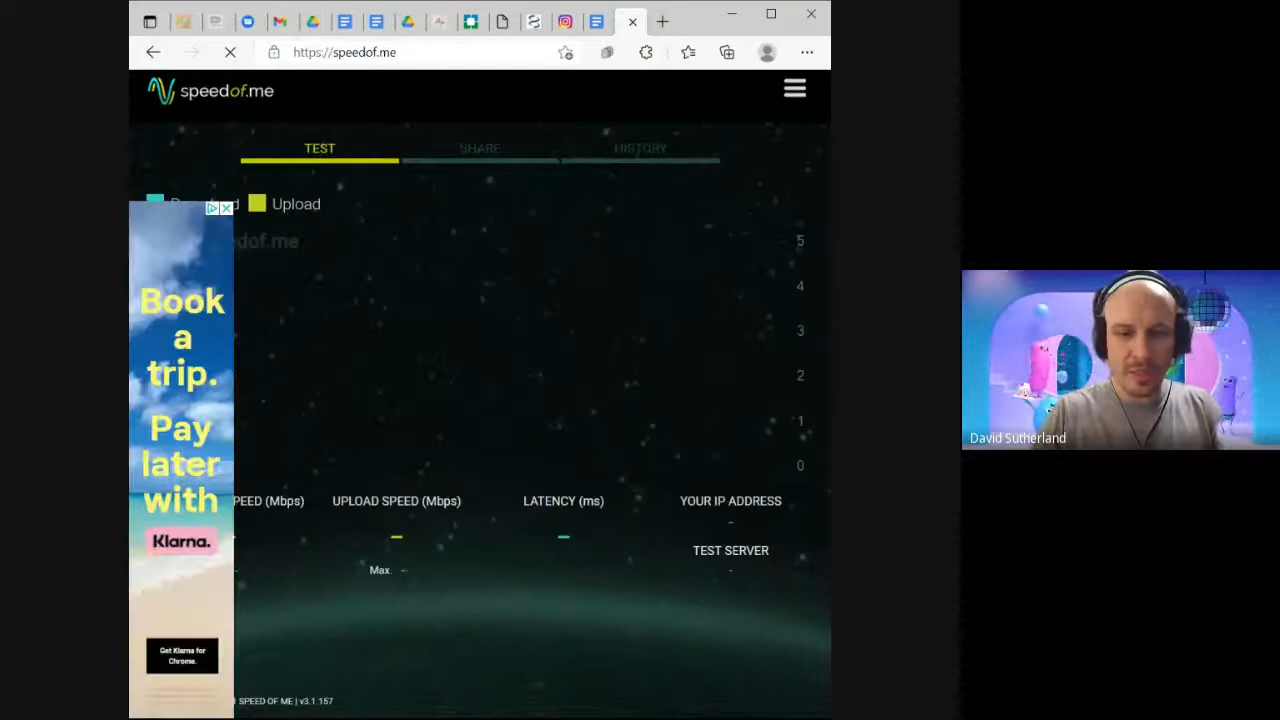 https://speedof.me
speedof.me
TEST
SHARE
HISTORY
Upload
dof.me
5
4
3
2
1
0
Book
a
trip.
Pay
later
with
Klarna.
Get Klarna for
Chrome.
PEED (Mbps)
UPLOAD SPEED (Mbps)
-
Max. -
LATENCY (ms)
-
YOUR IP ADDRESS
-
TEST SERVER
-
SPEED OF ME | v3.1.157
David Sutherland